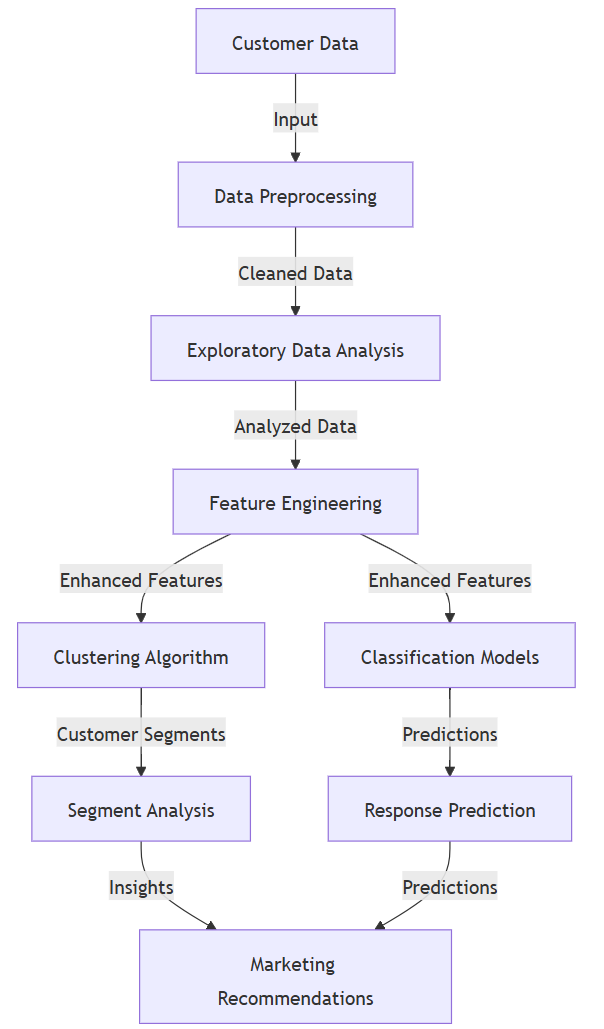 Customer Data
Input
Data Preprocessing
Cleaned Data
Exploratory Data Analysis
Analyzed Data
Feature Engineering
Enhanced Features
Enhanced Features
Clustering Algorithm
Classification Models
Customer Segments
Predictions
Segment Analysis
Response Prediction
Insights
Predictions
Marketing
Recommendations